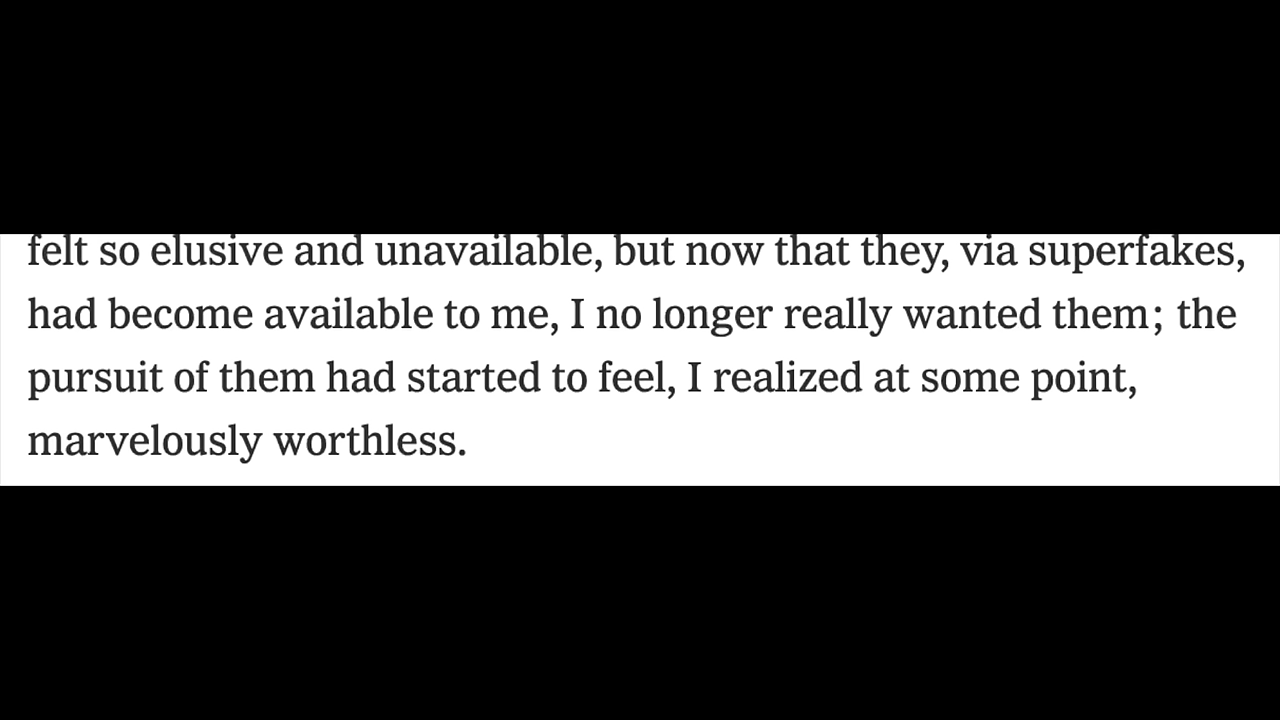 felt so elusive and unavailable, but now that they, via superfakes,
had become available to me, I no longer really wanted them; the
pursuit of them had started to feel, I realized at some point,
marvelously worthless.